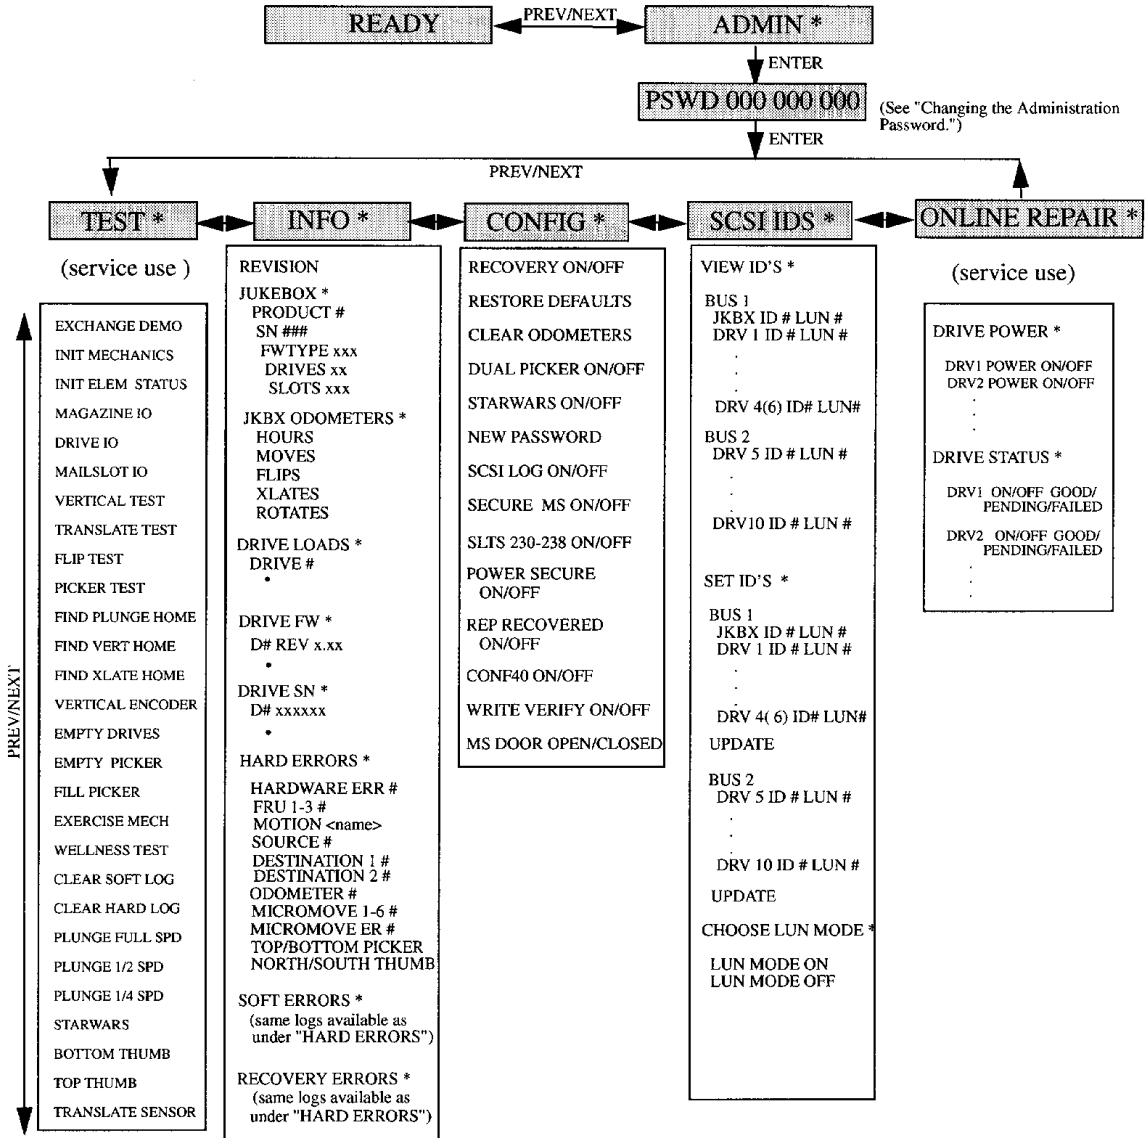 READY
PREV/NEXT
ADMIN *
ENTER
PSWD 000 000 000
(See "Changing the Administration
Password.")
ENTER
PREV/NEXT
TEST *
INFO *
CONFIG *
SCSI IDS *
ONLINE REPAIR *
(service use )
PREV/NEXT
EXCHANGE DEMO
INIT MECHANICS
INIT ELEM STATUS
MAGAZINE IO
DRIVE IO
MAILSLOT IO
VERTICAL TEST
TRANSLATE TEST
FLIP TEST
PICKER TEST
FIND PLUNGE HOME
FIND VERT HOME
FIND XLATE HOME
VERTICAL ENCODER
EMPTY DRIVES
EMPTY PICKER
FILL PICKER
EXERCISE MECH
WELLNESS TEST
CLEAR SOFT LOG
CLEAR HARD LOG
PLUNGE FULL SPD
PLUNGE 1/2 SPD
PLUNGE 1/4 SPD
STARWARS
BOTTOM THUMB
TOP THUMB
TRANSLATE SENSOR
REVISION
JUKEBOX *
PRODUCT #
SN ###
FWTYPE xxx
DRIVES xx
SLOTS xxx
JKBX ODOMETERS *
HOURS
MOVES
FLIPS
XLATES
ROTATES
DRIVE LOADS *
DRIVE #
•
DRIVE FW *
D# REV x.xx
•
DRIVE SN *
D# xxxxxx
•
HARD ERRORS *
HARDWARE ERR #
FRU 1-3 #
MOTION <name>
SOURCE #
DESTINATION 1 #
DESTINATION 2 #
ODOMETER #
MICROMOVE 1-6 #
MICROMOVE ER #
TOP/BOTTOM PICKER
NORTH/SOUTH THUMB
SOFT ERRORS *
(same logs available as
under "HARD ERRORS")
RECOVERY ERRORS *
(same logs available as
under "HARD ERRORS")
RECOVERY ON/OFF
RESTORE DEFAULTS
CLEAR ODOMETERS
DUAL PICKER ON/OFF
STARWARS ON/OFF
NEW PASSWORD
SCSI LOG ON/OFF
SECURE MS ON/OFF
SLTS 230-238 ON/OFF
POWER SECURE
ON/OFF
REP RECOVERED
ON/OFF
CONF40 ON/OFF
WRITE VERIFY ON/OFF
MS DOOR OPEN/CLOSED
VIEW ID'S *
BUS 1
JKBX ID # LUN #
DRV 1 ID # LUN #
.
.
.
DRV 4(6) ID# LUN#
BUS 2
DRV 5 ID # LUN #
.
.
.
DRV10 ID # LUN #
SET ID'S *
BUS 1
JKBX ID # LUN #
DRV 1 ID # LUN #
.
.
.
DRV 4( 6) ID# LUN#
UPDATE
BUS 2
DRV 5 ID # LUN #
.
.
.
DRV 10 ID # LUN #
UPDATE
CHOOSE LUN MODE *
LUN MODE ON
LUN MODE OFF
(service use)
DRIVE POWER *
DRV1 POWER ON/OFF
DRV2 POWER ON/OFF
.
.
.
DRIVE STATUS *
DRV1 ON/OFF GOOD/
PENDING/FAILED
DRV2 ON/OFF GOOD/
PENDING/FAILED
.
.
.